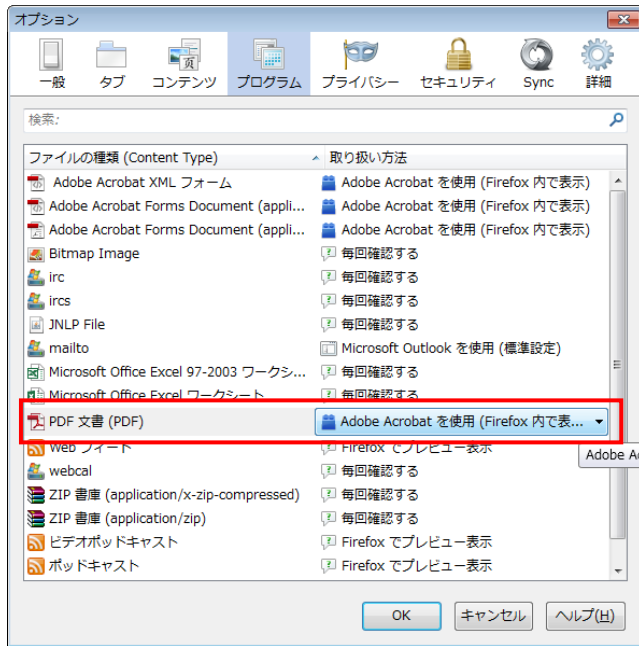 オプション
一般 タブ コンテンツ プログラム プライバシー セキュリティ Sync 詳細
検索:
ファイルの種類 (Content Type) 取り扱い方法
Adobe Acrobat XML フォーム Adobe Acrobat を使用 (Firefox 内で表示)
Adobe Acrobat Forms Document (appli... Adobe Acrobat を使用 (Firefox 内で表示)
Adobe Acrobat Forms Document (appli... Adobe Acrobat を使用 (Firefox 内で表示)
Bitmap Image 毎回確認する
irc 毎回確認する
ircs 毎回確認する
JNLP File 毎回確認する
mailto Microsoft Outlook を使用 (標準設定)
Microsoft Office Excel 97-2003 ワークシ... 毎回確認する
Microsoft Office Excel ワークシート 毎回確認する
PDF 文書 (PDF) Adobe Acrobat を使用 (Firefox 内で表...
Web フィード Firefox でプレビュー表示
Adobe A
webcal 毎回確認する
ZIP 書庫 (application/x-zip-compressed) 毎回確認する
ZIP 書庫 (application/zip) 毎回確認する
ビデオポッドキャスト Firefox でプレビュー表示
ポッドキャスト Firefox でプレビュー表示
OK キャンセル ヘルプ(H)